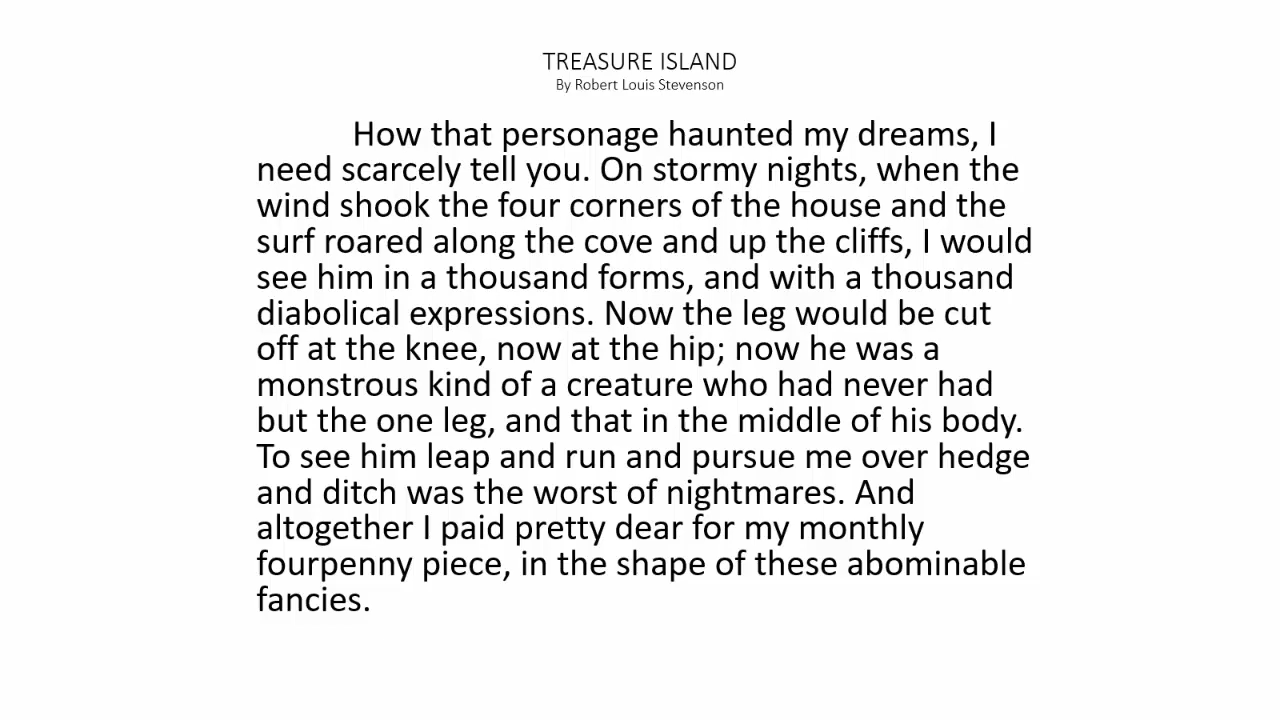 TREASURE ISLAND
By Robert Louis Stevenson
How that personage haunted my dreams, I
need scarcely tell you. On stormy nights, when the
wind shook the four corners of the house and the
surf roared along the cove and up the cliffs, I would
see him in a thousand forms, and with a thousand
diabolical expressions. Now the leg would be cut
off at the knee, now at the hip; now he was a
monstrous kind of a creature who had never had
but the one leg, and that in the middle of his body.
To see him leap and run and pursue me over hedge
and ditch was the worst of nightmares. And
altogether I paid pretty dear for my monthly
fourpenny piece, in the shape of these abominable
fancies.